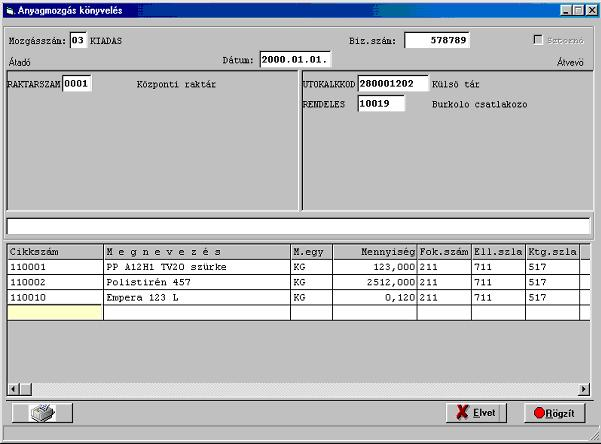 Anyagmozgás könyvelés
Mozgásszám: 03 KIADAS Biz.szám: 578789 Sztornó
Átadó Dátum: 2000.01.01. Átvevö
RAKTARSZAM 0001 Központi raktár
UTOKALKKOD 280001202 Külsö tár
RENDELES 10019 Burkolo csatlakozo
Cikkszám M e g n e v e z é s M.egy Mennyiség Fok.szám Ell.szla Ktg.szla
110001 PP A12H1 TV20 szürke KG 123,000 211 711 517
110002 Polistirén 457 KG 2512,000 211 711 517
110010 Empera 123 L KG 0,120 211 711 517
Elvet Rögzít